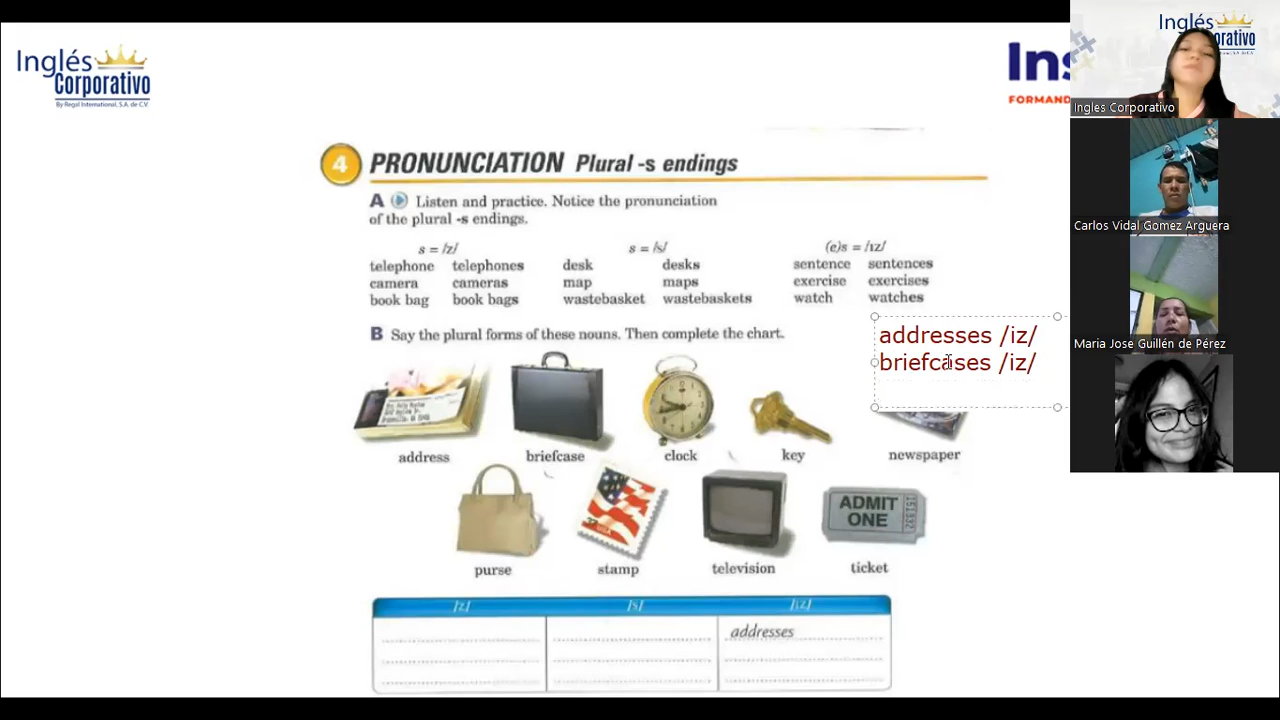 Inglés
Corporativo
By Regal International, S.A. de C.V.
Ins
FORMAND
Inglés
orativo
Ingles Corporativo
Carlos Vidal Gomez Arguera
Maria Jose Guillén de Pérez
4 PRONUNCIATION Plural -s endings
A Listen and practice. Notice the pronunciation
of the plural -s endings.
s = /z/ s = /s/ (e)s = /ɪz/
telephone telephones desk desks sentence sentences
camera cameras map maps exercise exercises
book bag book bags wastebasket wastebaskets watch watches
B Say the plural forms of these nouns. Then complete the chart.
addresses /iz/
briefcases /iz/
address briefcase clock key newspaper
ADMIT
ONE
purse stamp television ticket
/z/ /s/ /ɪz/
addresses